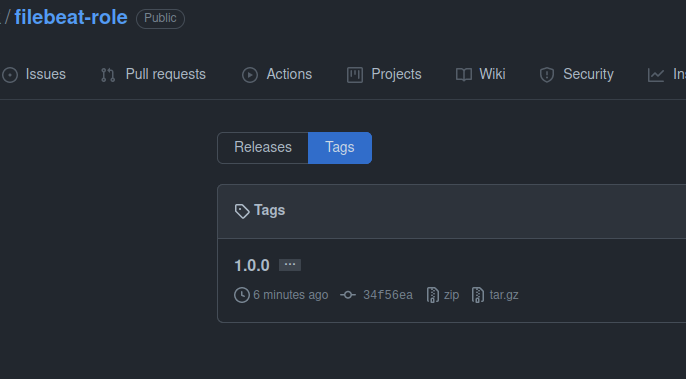 / filebeat-role Public
Issues Pull requests Actions Projects Wiki Security In
Releases Tags
Tags
1.0.0 ...
6 minutes ago 34f56ea zip tar.gz